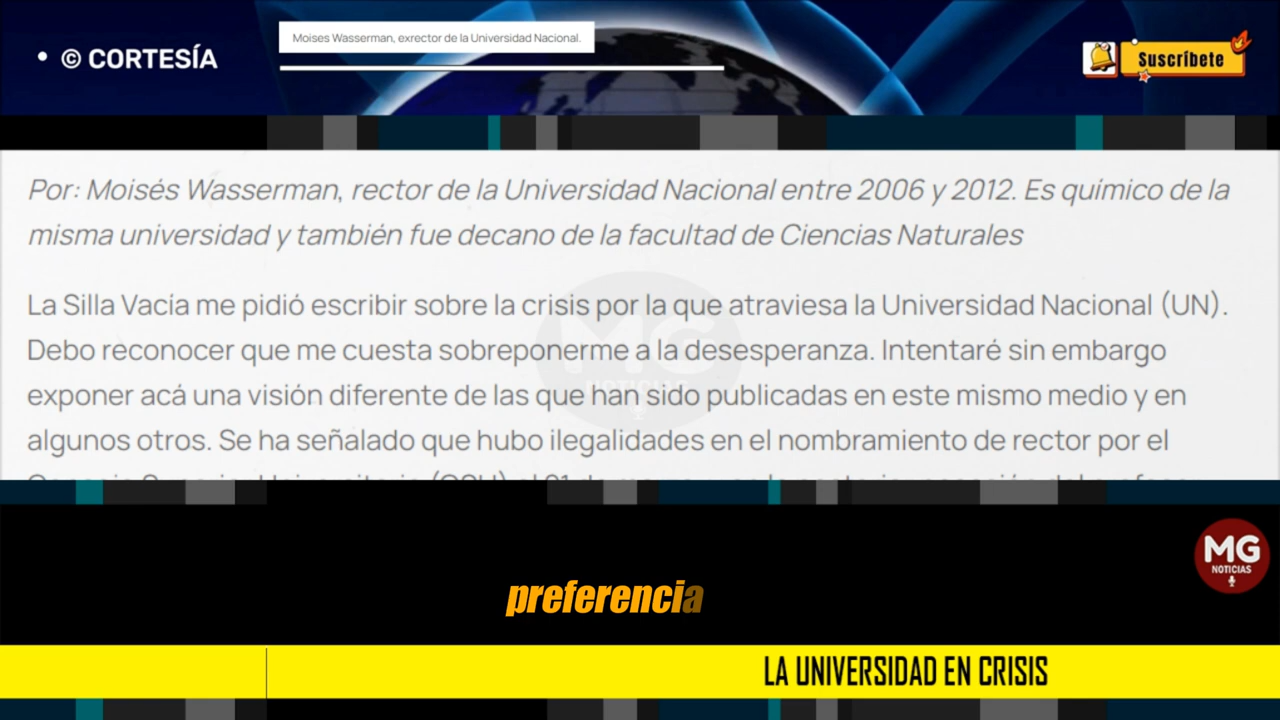 Moises Wasserman, exrector de la Universidad Nacional.
• © CORTESÍA
Suscríbete
Por: Moisés Wasserman, rector de la Universidad Nacional entre 2006 y 2012. Es químico de la
misma universidad y también fue decano de la facultad de Ciencias Naturales
La Silla Vacía me pidió escribir sobre la crisis por la que atraviesa la Universidad Nacional (UN).
Debo reconocer que me cuesta sobreponerme a la desesperanza. Intentaré sin embargo
exponer acá una visión diferente de las que han sido publicadas en este mismo medio y en
algunos otros. Se ha señalado que hubo ilegalidades en el nombramiento de rector por el
MG
NOTICIAS
MG
NOTICIAS
preferencia
LA UNIVERSIDAD EN CRISIS